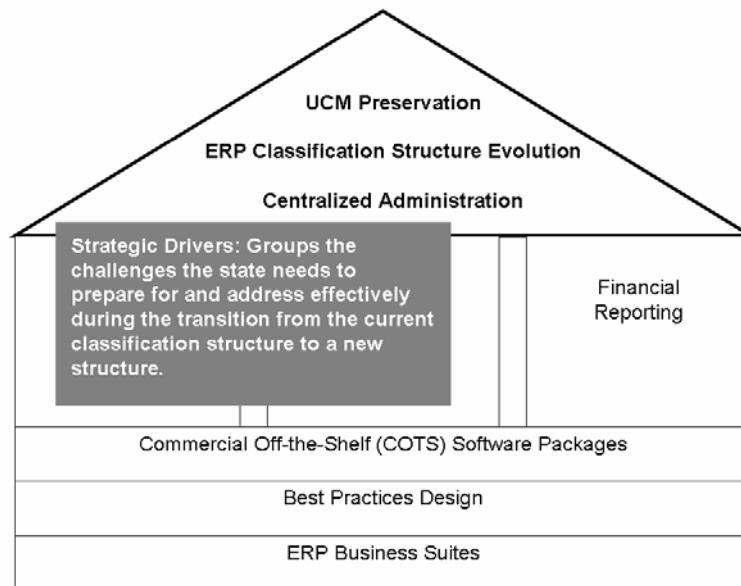 UCM Preservation
ERP Classification Structure Evolution
Centralized Administration
Strategic Drivers: Groups the
challenges the state needs to
prepare for and address effectively
during the transition from the current
classification structure to a new
structure.
Financial
Reporting
Commercial Off-the-Shelf (COTS) Software Packages
Best Practices Design
ERP Business Suites